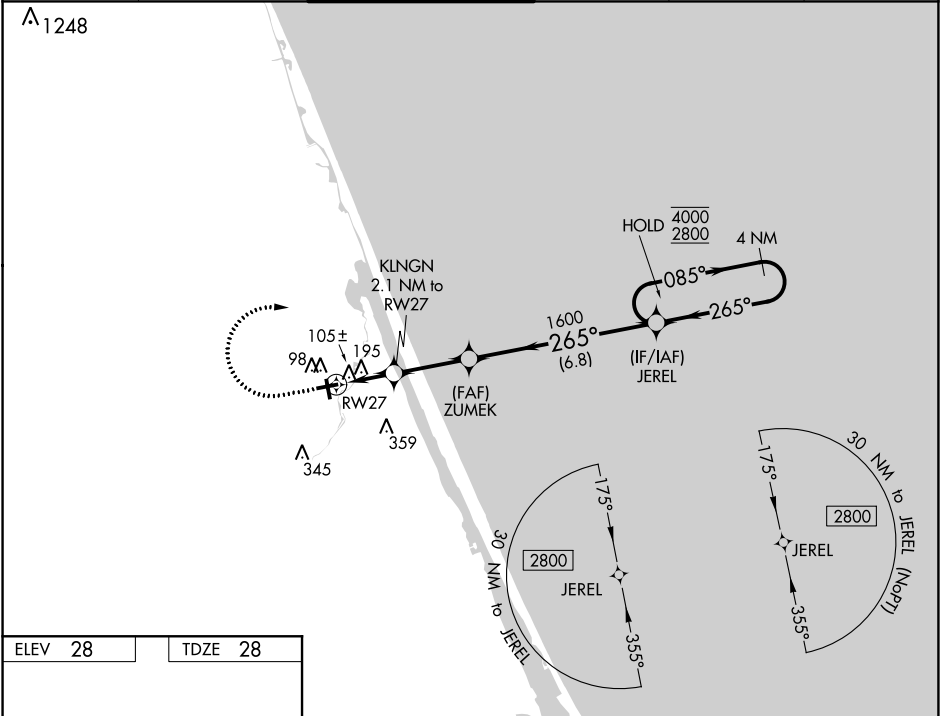 1248
HOLD 4000
2800
4 NM
KLNGN
2.1 NM to
RW27
085°
265°
1600
265°
(6.8)
(IF/IAF)
JEREL
105±
98
195
RW27
(FAF)
ZUMEK
359
345
175°
2800
JEREL
355°
30 NM to JEREL
175°
2800
JEREL
355°
30 NM to JEREL (NoPT)
ELEV 28
TDZE 28